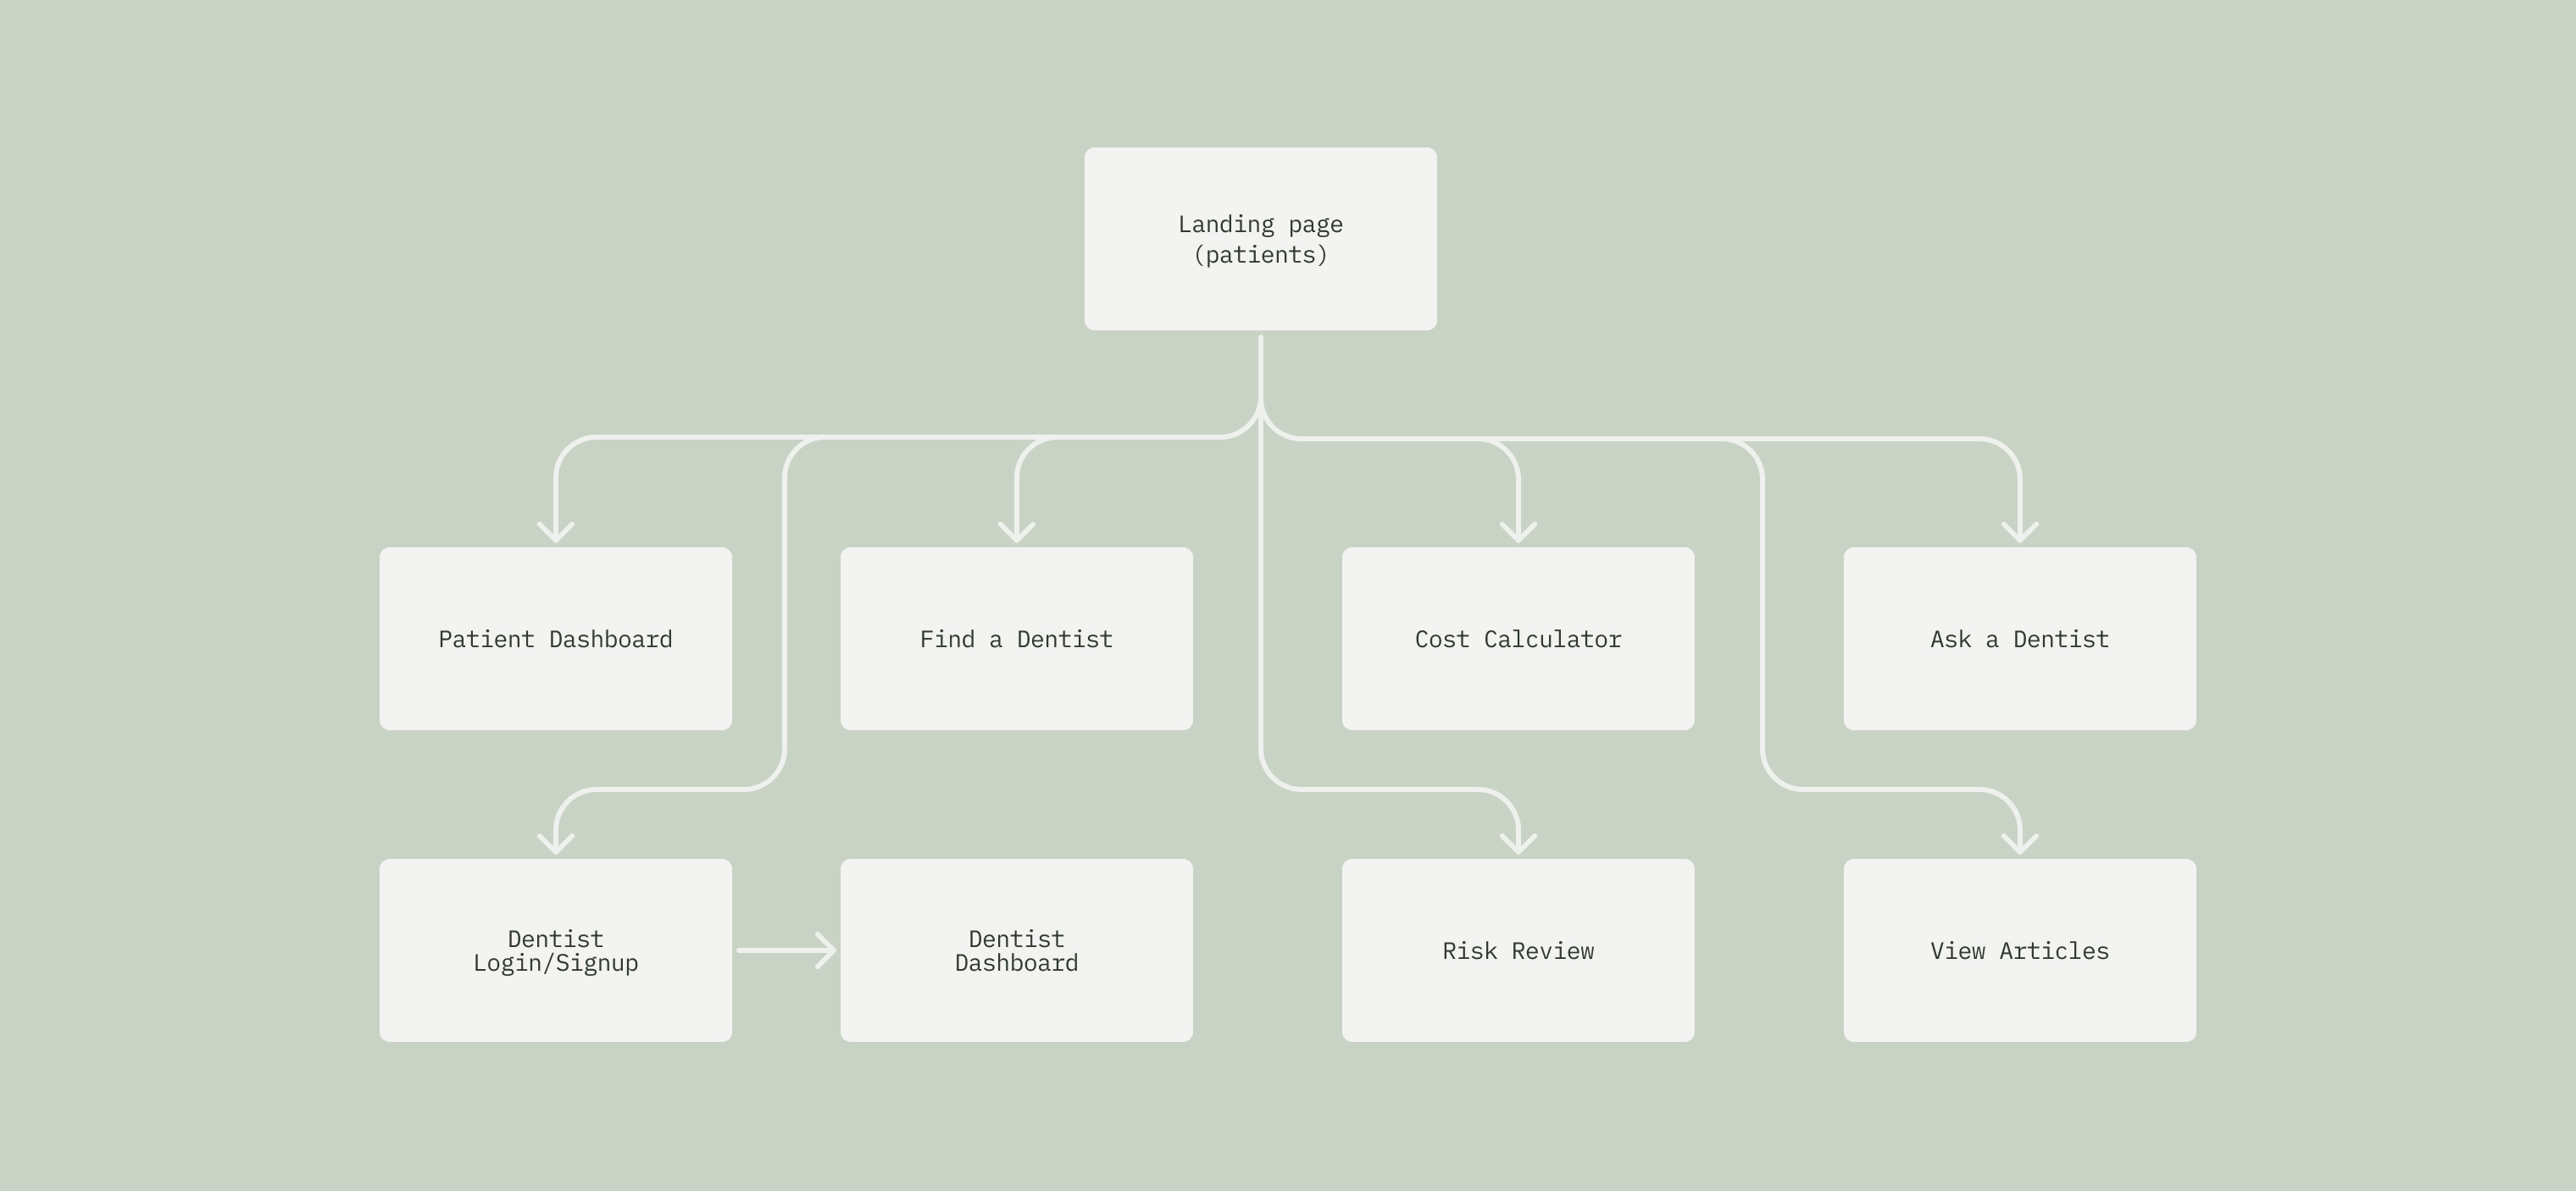 Landing page
(patients)
Patient Dashboard
Find a Dentist
Cost Calculator
Ask a Dentist
Dentist
Login/Signup
Dentist
Dashboard
Risk Review
View Articles